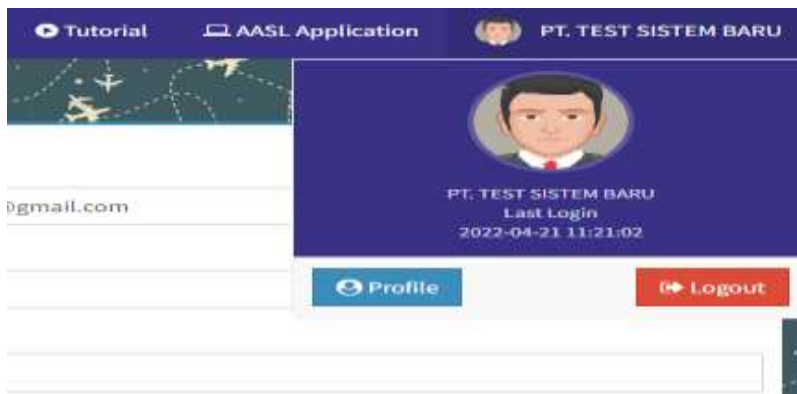 Tutorial
AASL Application
PT. TEST SISTEM BARU
PT. TEST SISTEM BARU
Last Login
2022-04-21 11:21:02
@gmail.com
Profile
Logout